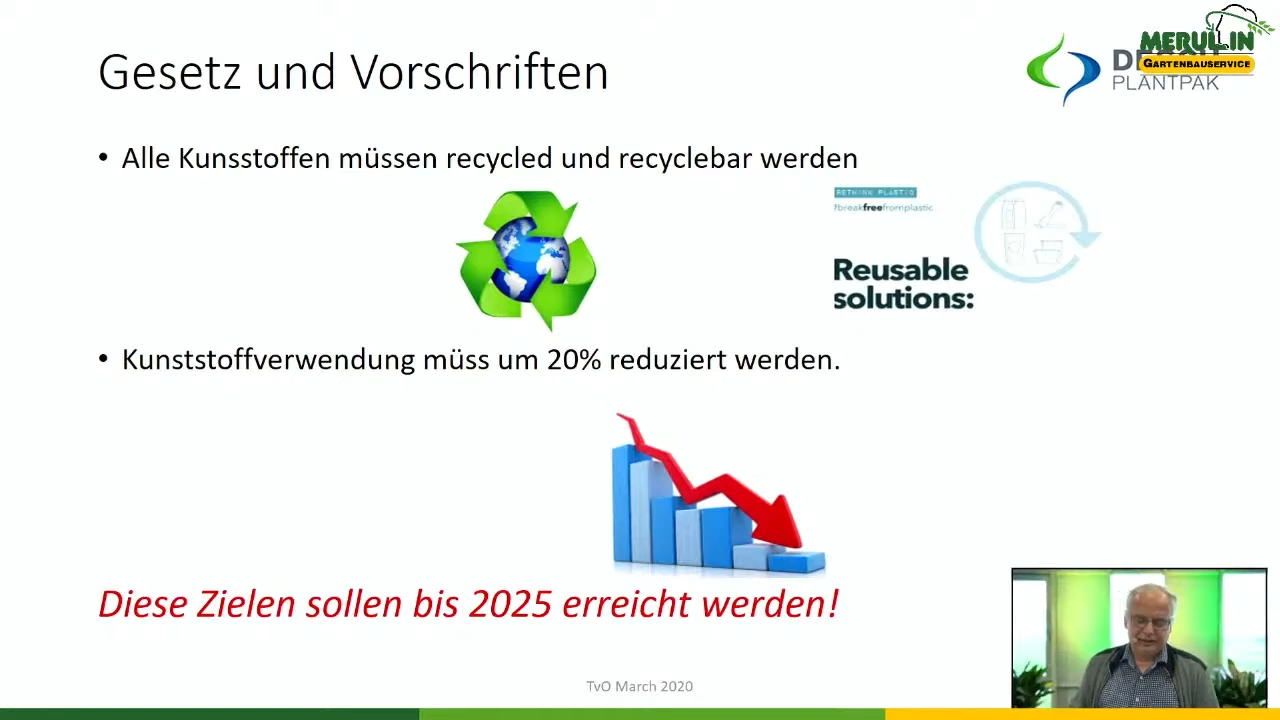 Gesetz und Vorschriften
MERULIN
GARTENBAUSERVICE
PLANTPAK
• Alle Kunsstoffen müssen recycled und recyclebar werden
RETHINK PLASTIC
#breakfreefromplastic
Reusable
solutions:
• Kunststoffverwendung müss um 20% reduziert werden.
Diese Zielen sollen bis 2025 erreicht werden!
TvO March 2020